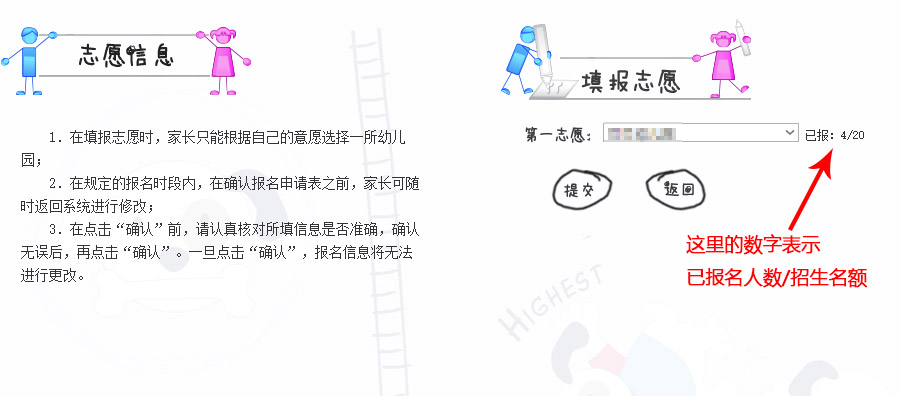 志愿信息
1. 在填报志愿时，家长只能根据自己的意愿选择一所幼儿
园；
2. 在规定的报名时段内，在确认报名申请表之前，家长可随
时返回系统进行修改；
3. 在点击“确认”前，请认真核对所填信息是否准确，确认
无误后，再点击“确认”。一旦点击“确认”，报名信息将无法
进行更改。
填报志愿
第一志愿：
已报：4/20
提交
返回
这里的数字表示
已报名人数/招生名额
HIGHEST